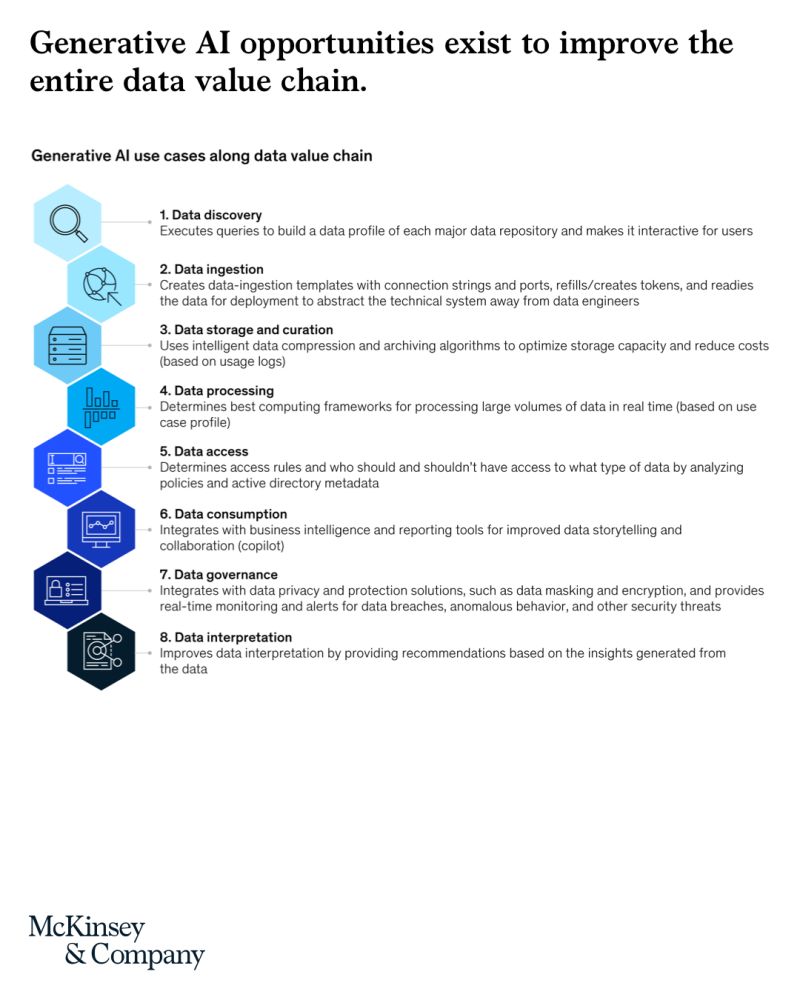 Generative AI opportunities exist to improve the
entire data value chain.
Generative AI use cases along data value chain
1. Data discovery
Executes queries to build a data profile of each major data repository and makes it interactive for users
2. Data ingestion
Creates data-ingestion templates with connection strings and ports, refills/creates tokens, and readies
the data for deployment to abstract the technical system away from data engineers
3. Data storage and curation
Uses intelligent data compression and archiving algorithms to optimize storage capacity and reduce costs
(based on usage logs)
4. Data processing
Determines best computing frameworks for processing large volumes of data in real time (based on use
case profile)
5. Data access
Determines access rules and who should and shouldn't have access to what type of data by analyzing
policies and active directory metadata
6. Data consumption
Integrates with business intelligence and reporting tools for improved data storytelling and
collaboration (copilot)
7. Data governance
Integrates with data privacy and protection solutions, such as data masking and encryption, and provides
real-time monitoring and alerts for data breaches, anomalous behavior, and other security threats
8. Data interpretation
Improves data interpretation by providing recommendations based on the insights generated from
the data
McKinsey
& Company